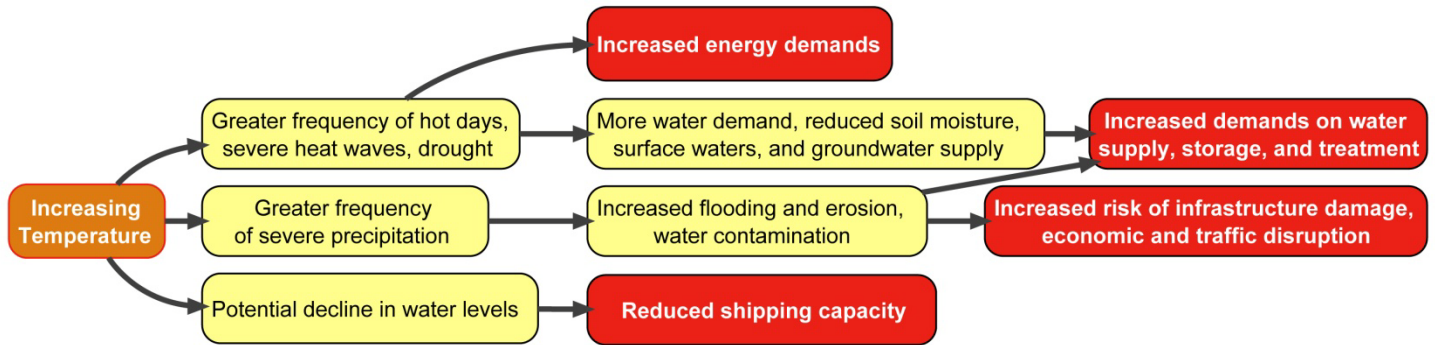 Increased energy demands
Greater frequency of hot days,
severe heat waves, drought
More water demand, reduced soil moisture,
surface waters, and groundwater supply
Increased demands on water
supply, storage, and treatment
Increasing
Temperature
Greater frequency
of severe precipitation
Increased flooding and erosion,
water contamination
Increased risk of infrastructure damage,
economic and traffic disruption
Potential decline in water levels
Reduced shipping capacity